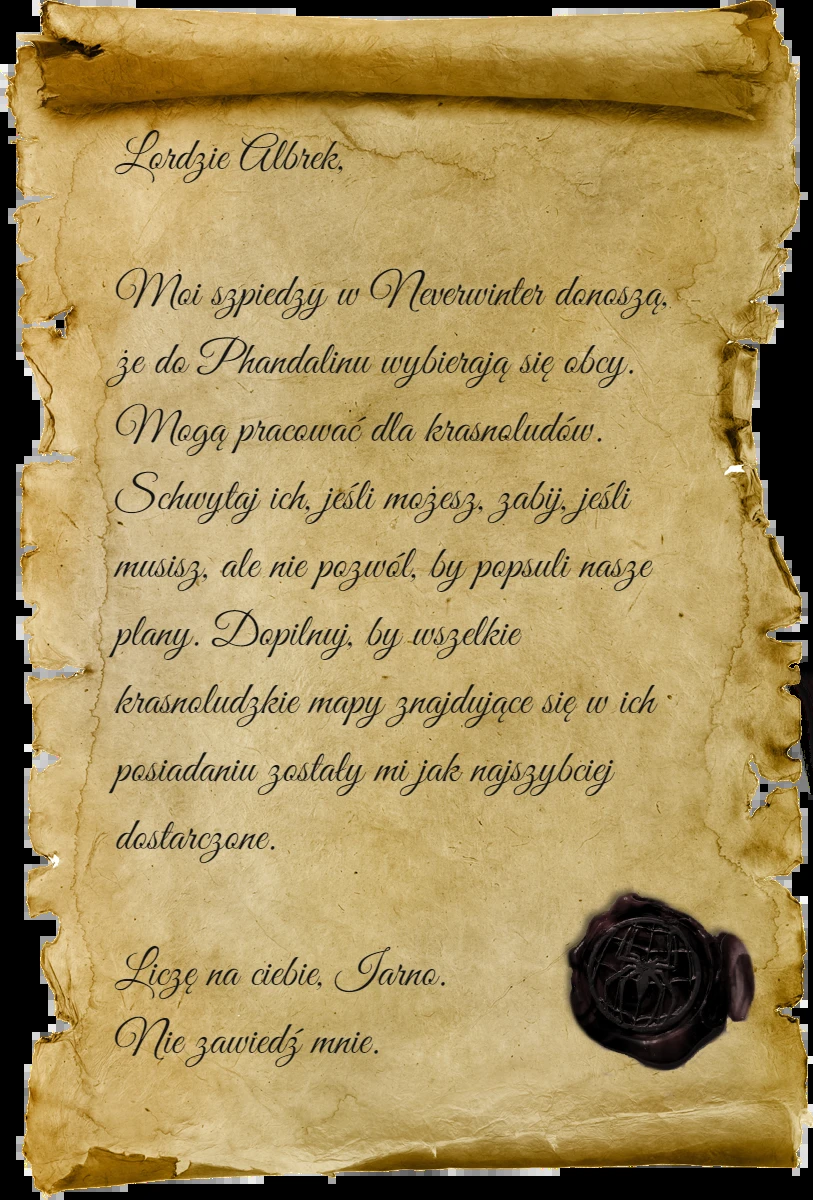 Lordzie Albrek,
Moi szpiedzy w Neverwinter donoszą,
że do Phandalinu wybierają się obcy.
Mogą pracować dla krasnoludów.
Schwytaj ich, jeśli możesz, zabij, jeśli
musisz, ale nie pozwól, by popsuli nasze
plany. Dopilnuj, by wszelkie
krasnoludzkie mapy znajdujące się w ich
posiadaniu zostały mi jak najszybciej
dostarczone.
Liczę na ciebie, Iarno.
Nie zawiedź mnie.